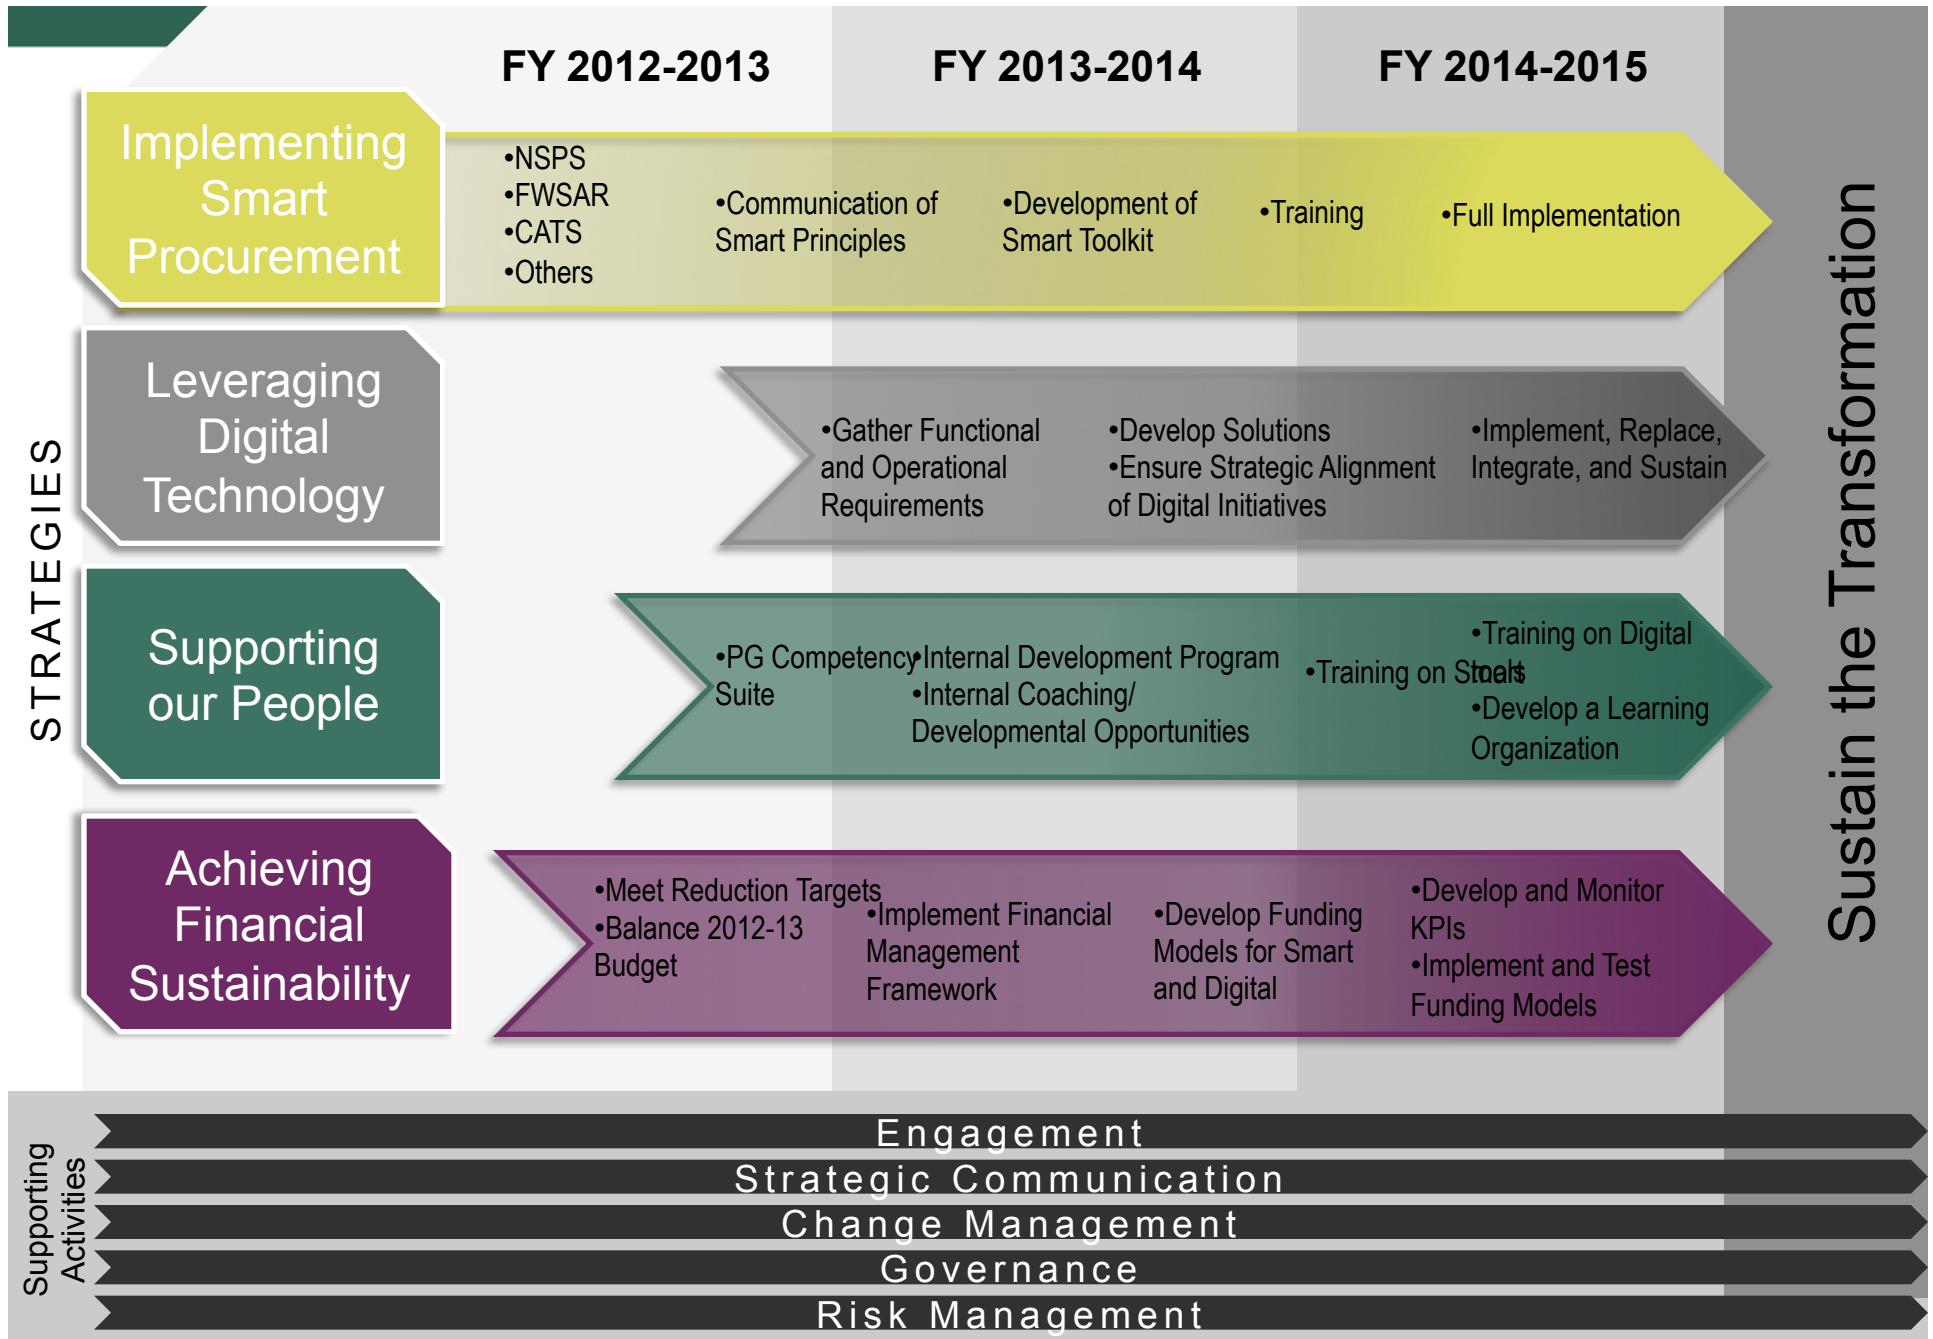 FY 2012-2013
FY 2013-2014
FY 2014-2015
STRATEGIES
Implementing
Smart
Procurement
•NSPS
•FWSAR
•CATS
•Others
•Communication of
Smart Principles
•Development of
Smart Toolkit
•Training
•Full Implementation
Leveraging
Digital
Technology
•Gather Functional
and Operational
Requirements
•Develop Solutions
•Ensure Strategic Alignment
of Digital Initiatives
•Implement, Replace,
Integrate, and Sustain
Supporting
our People
•PG Competency
Suite
•Internal Development Program
•Internal Coaching/
Developmental Opportunities
•Training on Smart
•Training on Digital
tools
•Develop a Learning
Organization
Achieving
Financial
Sustainability
•Meet Reduction Targets
•Balance 2012-13
Budget
•Implement Financial
Management
Framework
•Develop Funding
Models for Smart
and Digital
•Develop and Monitor
KPIs
•Implement and Test
Funding Models
Sustain the Transformation
Supporting
Activities
Engagement
Strategic Communication
Change Management
Governance
Risk Management